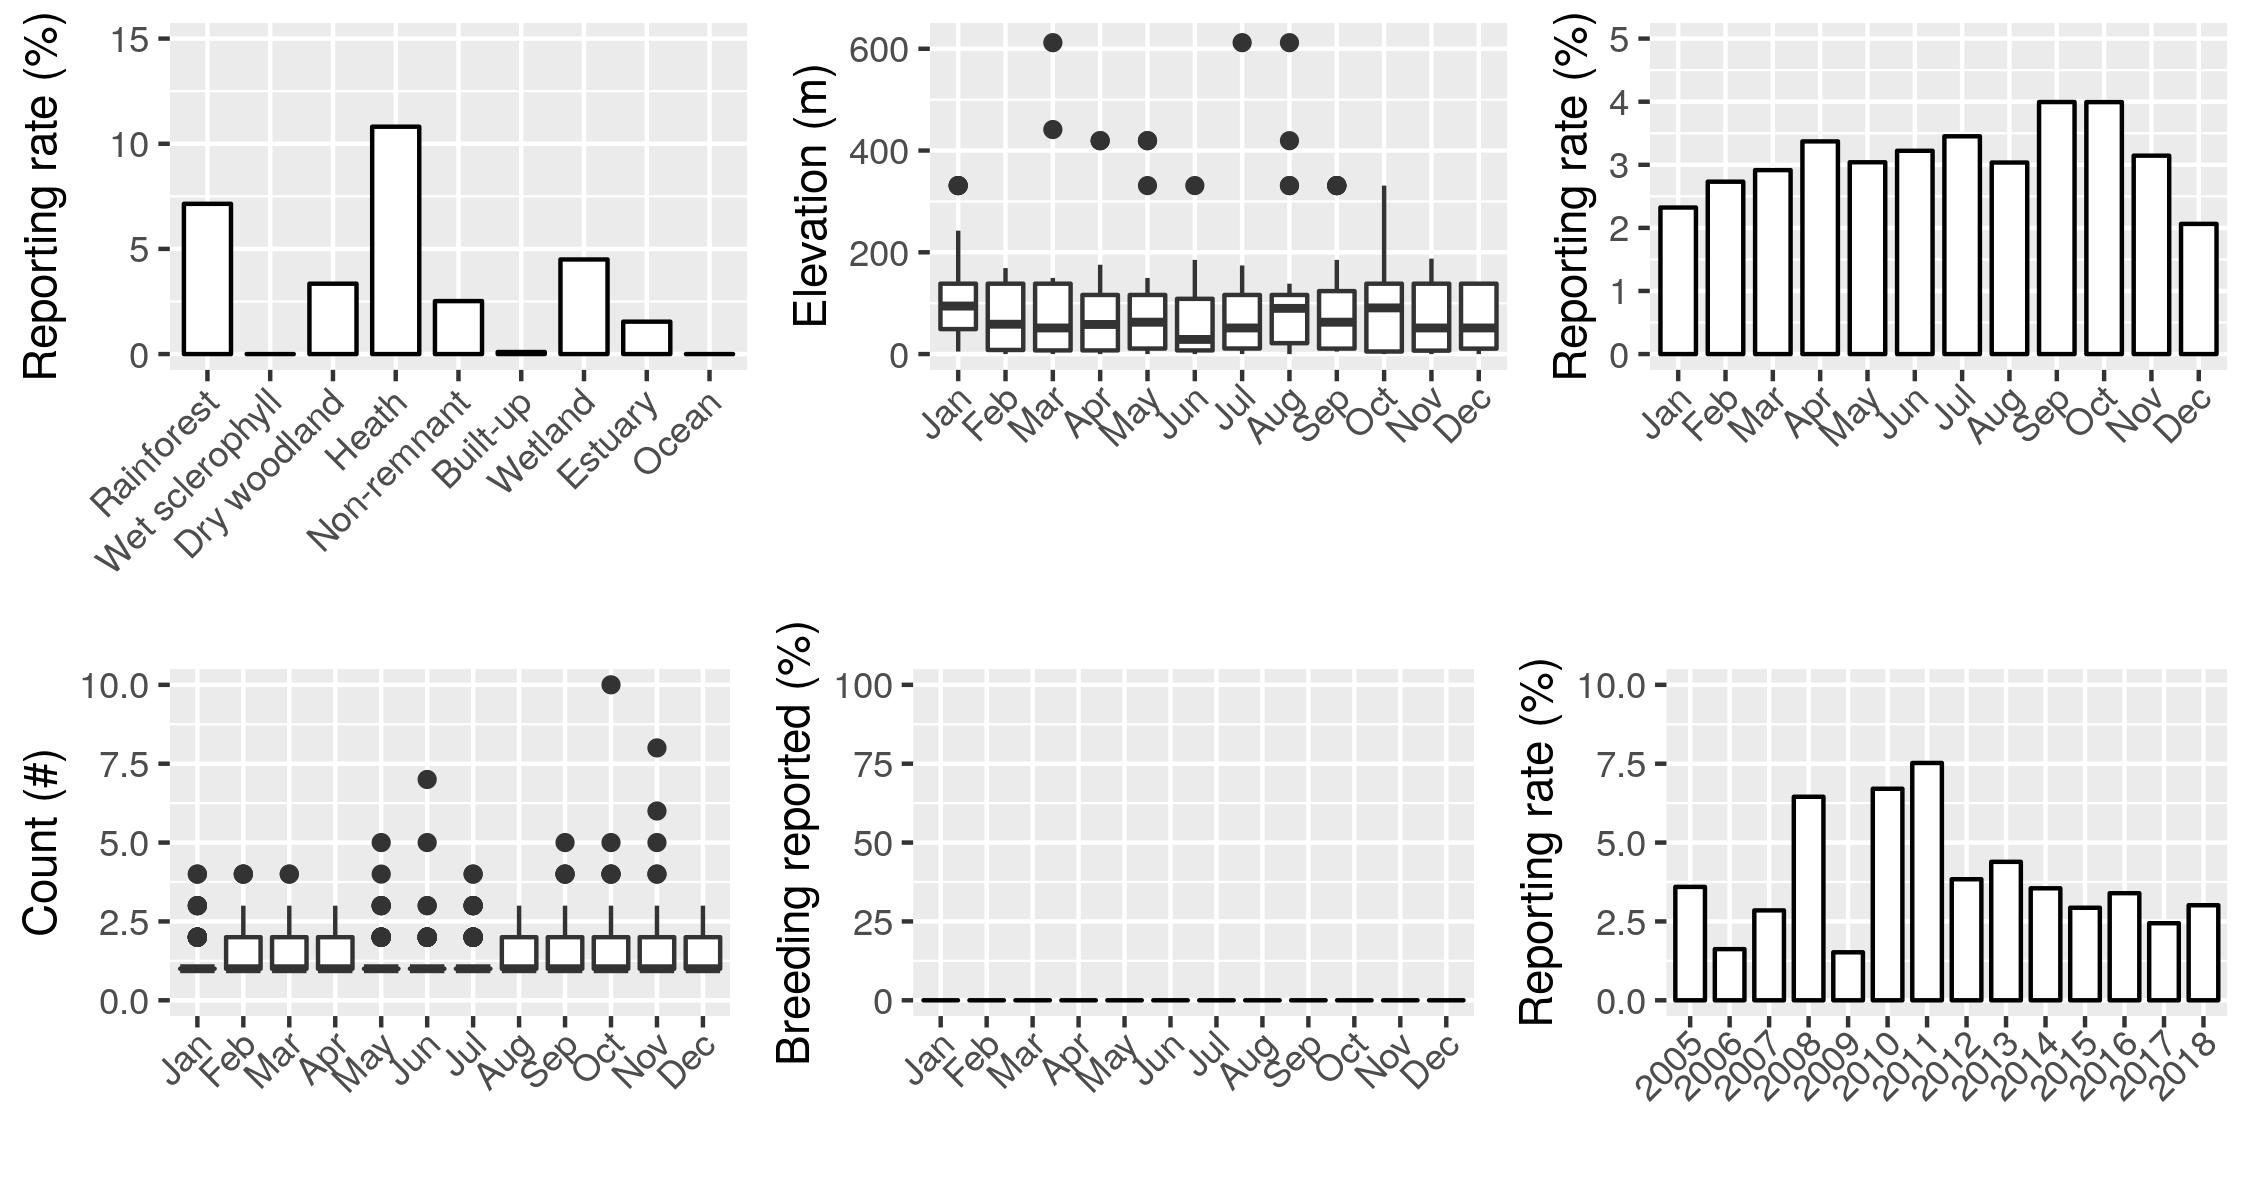 Reporting rate (%)
15
10
5
0
Rainforest
Wet sclerophyll
Dry woodland
Heath
Non-remnant
Built-up
Wetland
Estuary
Ocean
Elevation (m)
600
400
200
0
Jan
Feb
Mar
Apr
May
Jun
Jul
Aug
Sep
Oct
Nov
Dec
Reporting rate (%)
5
4
3
2
1
0
Jan
Feb
Mar
Apr
May
Jun
Jul
Aug
Sep
Oct
Nov
Dec
Count (#)
10.0
7.5
5.0
2.5
0.0
Jan
Feb
Mar
Apr
May
Jun
Jul
Aug
Sep
Oct
Nov
Dec
Breeding reported (%)
100
75
50
25
0
Jan
Feb
Mar
Apr
May
Jun
Jul
Aug
Sep
Oct
Nov
Dec
Reporting rate (%)
10.0
7.5
5.0
2.5
0.0
2005
2006
2007
2008
2009
2010
2011
2012
2013
2014
2015
2016
2017
2018